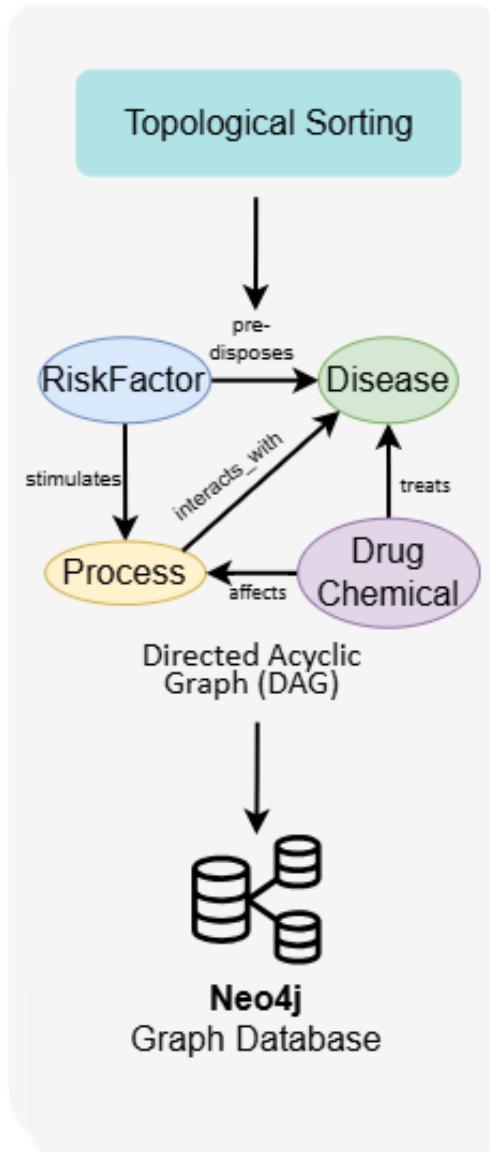 Topological Sorting
pre-
disposes
RiskFactor
Disease
stimulates
interacts_with
treats
Process
affects
Drug
Chemical
Directed Acyclic
Graph (DAG)
Neo4j
Graph Database